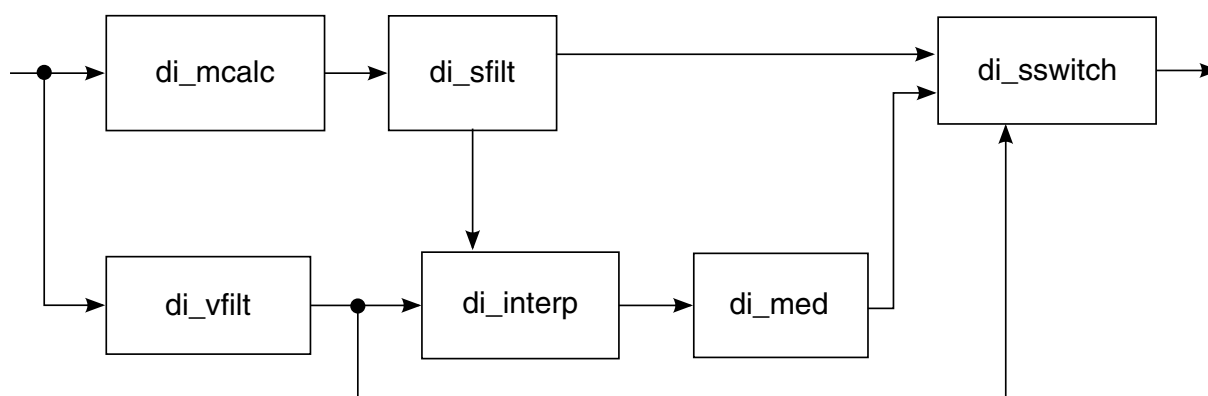 di_mcalc
di_sfilt
di_sswitch
di_vfilt
di_interp
di_med